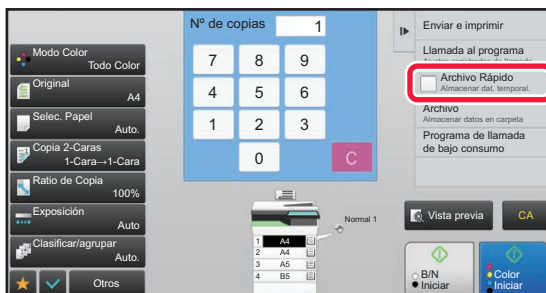 Nº de copias 1
Modo Color
Todo Color
Original
A4
Selec. Papel
Auto.
Copia 2-Caras
1-Cara→1-Cara
Ratio de Copia
100%
Exposición
Auto
Clasificar/agrupar
Auto.
Otros
7 8 9
4 5 6
1 2 3
0 C
Normal 1
1 A4
2 A4
3 A5
4 B5
Enviar e imprimir
Llamada al programa
Archivo Rápido
Almacenar dat. temporal.
Archivo
Almacenar datos en carpeta
Programa de llamada
de bajo consumo
Vista previa
CA
B/N
Iniciar
Color
Iniciar